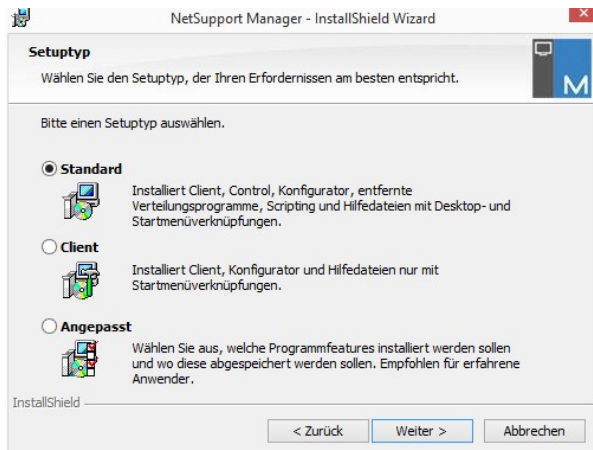 NetSupport Manager - InstallShield Wizard
Setuptyp
Wählen Sie den Setuptyp, der Ihren Erfordernissen am besten entspricht.
M
Bitte einen Setuptyp auswählen.
Standard
Installiert Client, Control, Konfigurator, entfernte
Verteilungsprogramme, Scripting und Hilfedateien mit Desktop- und
Startmenüverknüpfungen.
Client
Installiert Client, Konfigurator und Hilfedateien nur mit
Startmenüverknüpfungen.
Angepasst
Wählen Sie aus, welche Programmfeatures installiert werden sollen
und wo diese abgespeichert werden sollen. Empfohlen für erfahrene
Anwender.
InstallShield
< Zurück Weiter > Abbrechen